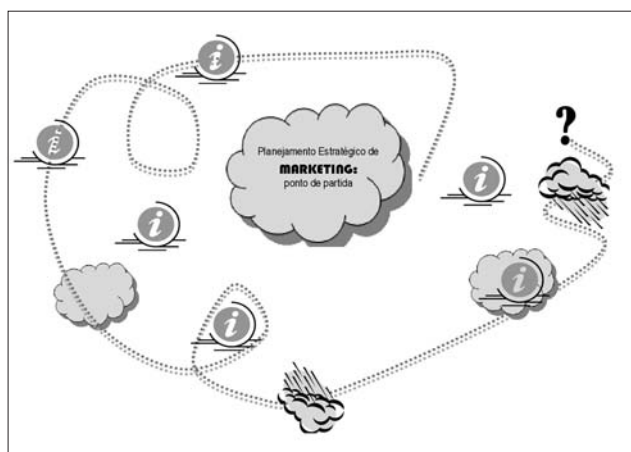 Planejamento Estratégico de
MARKETING:
ponto de partida
i
i
i
i
i
i
?